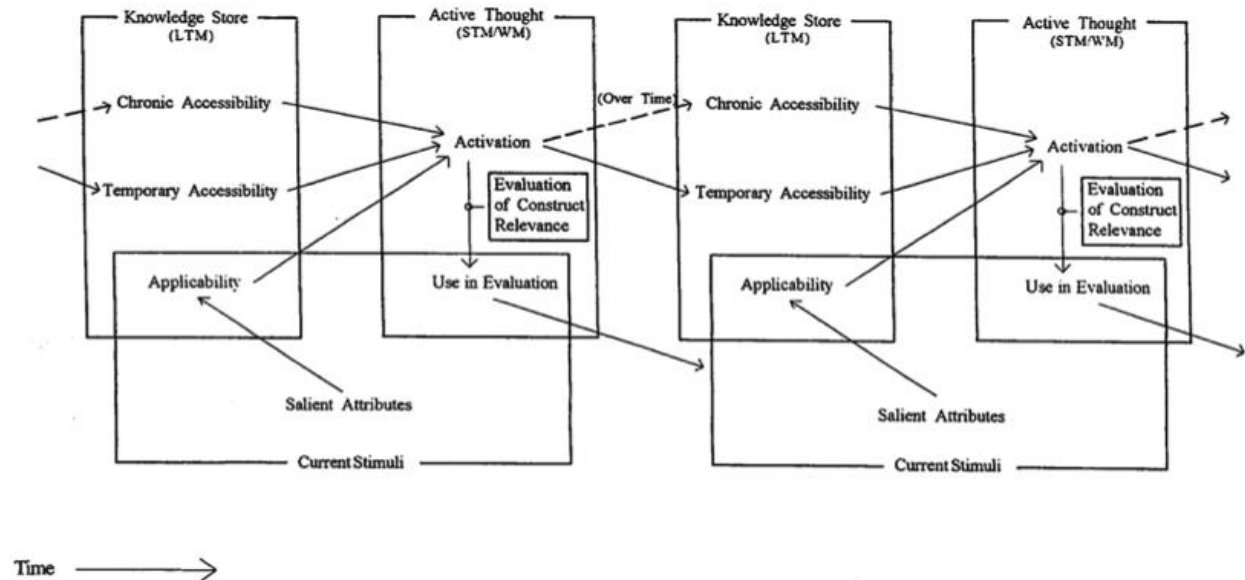 Knowledge Store
(LTM)
Active Thought
(STM/WM)
Knowledge Store
(LTM)
Active Thought
(STM/WM)
Chronic Accessibility
(Over Time)
Chronic Accessibility
Activation
Activation
Temporary Accessibility
Evaluation
of Construct
Relevance
Temporary Accessibility
Evaluation
of Construct
Relevance
Applicability
Use in Evaluation
Applicability
Use in Evaluation
Salient Attributes
Salient Attributes
Current Stimuli
Current Stimuli
Time